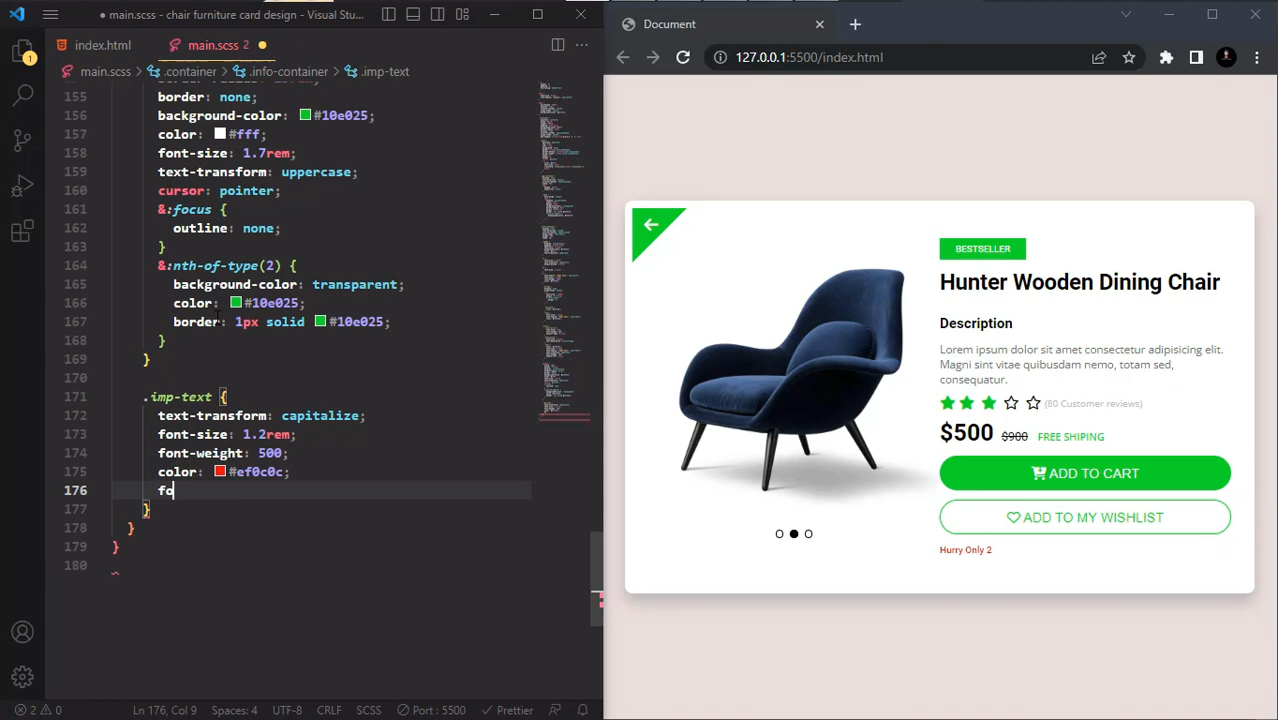 main.scss - chair furniture card design - Visual Stu...
index.html
main.scss 2
main.scss > .container > .info-container > .imp-text
155 border: none;
156 background-color: #10e025;
157 color: #fff;
158 font-size: 1.7rem;
159 text-transform: uppercase;
160 cursor: pointer;
161 &:focus {
162 outline: none;
163 }
164 &:nth-of-type(2) {
165 background-color: transparent;
166 color: #10e025;
167 border: 1px solid #10e025;
168 }
169 }
170
171 .imp-text {
172 text-transform: capitalize;
173 font-size: 1.2rem;
174 font-weight: 500;
175 color: #ef0c0c;
176 fo
177 }
178 }
179 }
180
1
2 0 Ln 176, Col 9 Spaces: 4 UTF-8 CRLF SCSS Port : 5500 Prettier
Document
127.0.0.1:5500/index.html
BESTSELLER
Hunter Wooden Dining Chair
Description
Lorem ipsum dolor sit amet consectetur adipisicing elit.
Magni sint vitae quibusdam nemo, totam sed,
consequatur.
(80 Customer reviews)
$500 $900 FREE SHIPING
ADD TO CART
ADD TO MY WISHLIST
Hurry Only 2